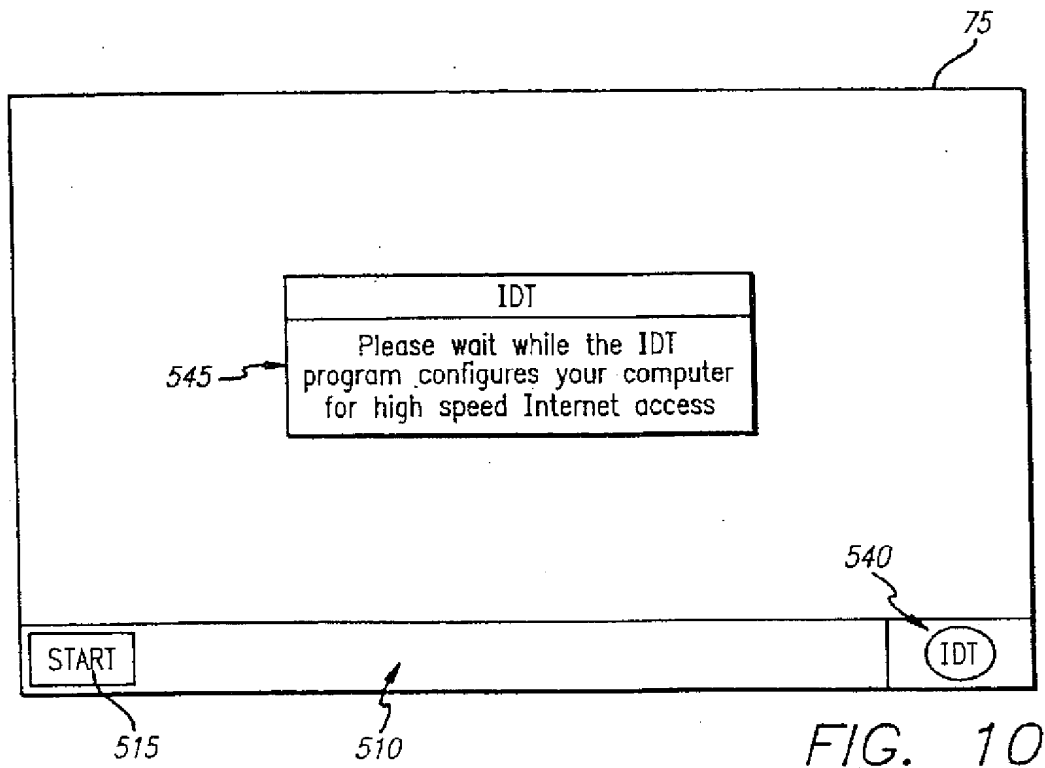 75
IDT
Please wait while the IDT
program configures your computer
for high speed Internet access
545
540
START
IDT
515
510
FIG. 10